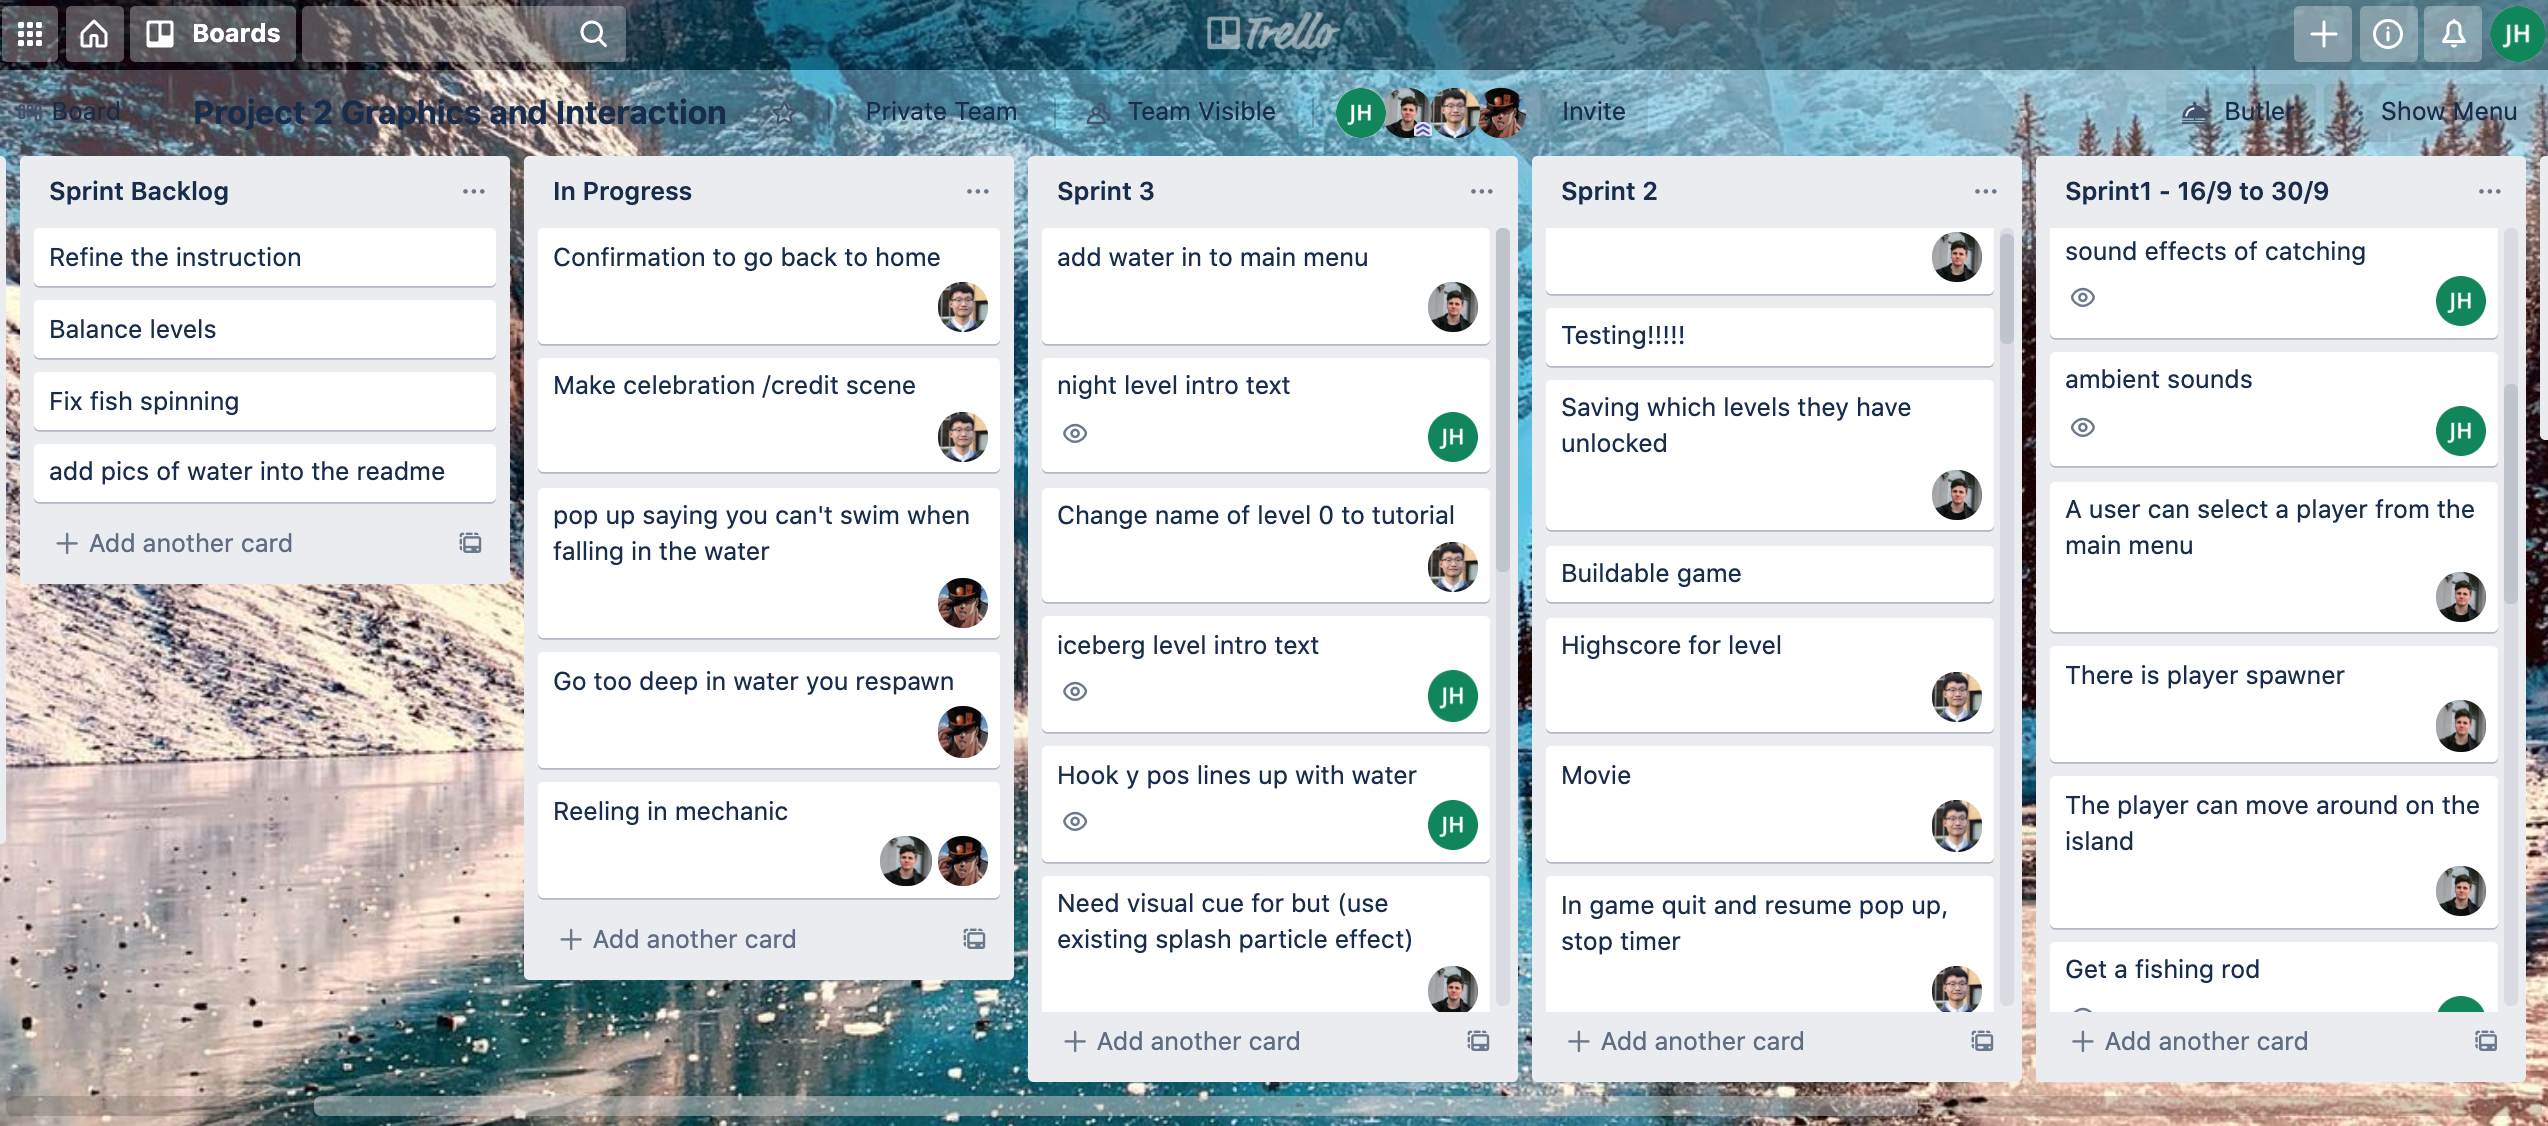 Boards
Trello
JH
Board
Project 2 Graphics and Interaction
Private Team
Team Visible
JH
Invite
Butler
Show Menu
Sprint Backlog
Refine the instruction
Balance levels
Fix fish spinning
add pics of water into the readme
Add another card
In Progress
Confirmation to go back to home
Make celebration /credit scene
pop up saying you can't swim when
falling in the water
Go too deep in water you respawn
Reeling in mechanic
Add another card
Sprint 3
add water in to main menu
night level intro text
JH
Change name of level 0 to tutorial
iceberg level intro text
JH
Hook y pos lines up with water
JH
Need visual cue for but (use
existing splash particle effect)
Add another card
Sprint 2
Testing!!!!!
Saving which levels they have
unlocked
Buildable game
Highscore for level
Movie
In game quit and resume pop up,
stop timer
Add another card
Sprint1 - 16/9 to 30/9
sound effects of catching
JH
ambient sounds
JH
A user can select a player from the
main menu
There is player spawner
The player can move around on the
island
Get a fishing rod
Add another card